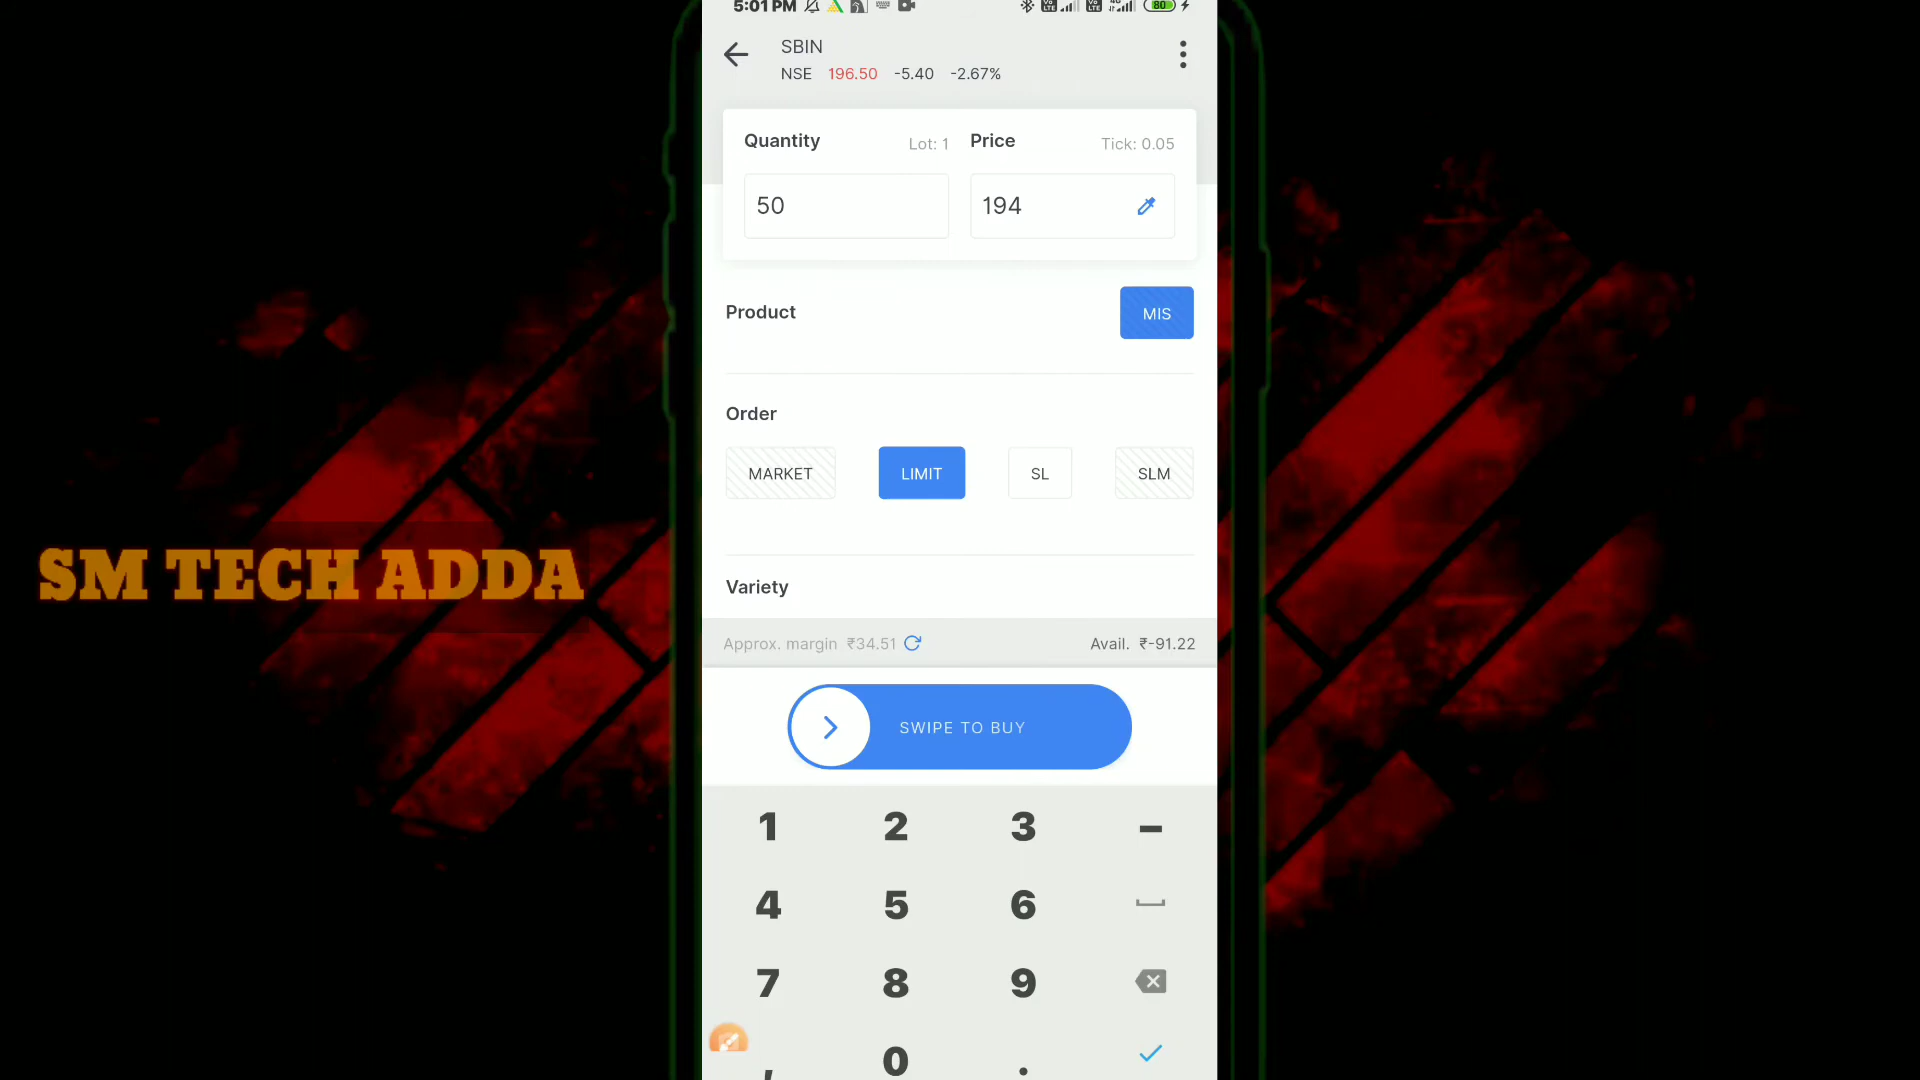 5:01 PM 80
SBIN
NSE 196.50 -5.40 -2.67%
Quantity Lot: 1 Price Tick: 0.05
50 194
Product MIS
Order
MARKET LIMIT SL SLM
SM TECH ADDA
Variety
Approx. margin ₹34.51 Avail. ₹-91.22
SWIPE TO BUY
1 2 3 -
4 5 6
7 8 9
, 0 .